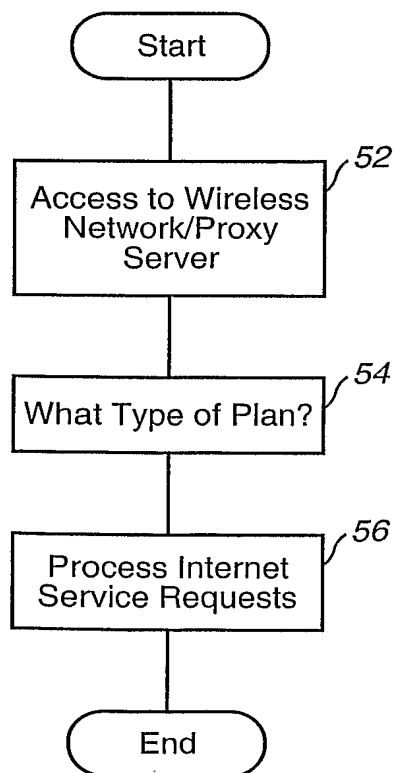 Start
52
Access to Wireless
Network/Proxy
Server
54
What Type of Plan?
56
Process Internet
Service Requests
End